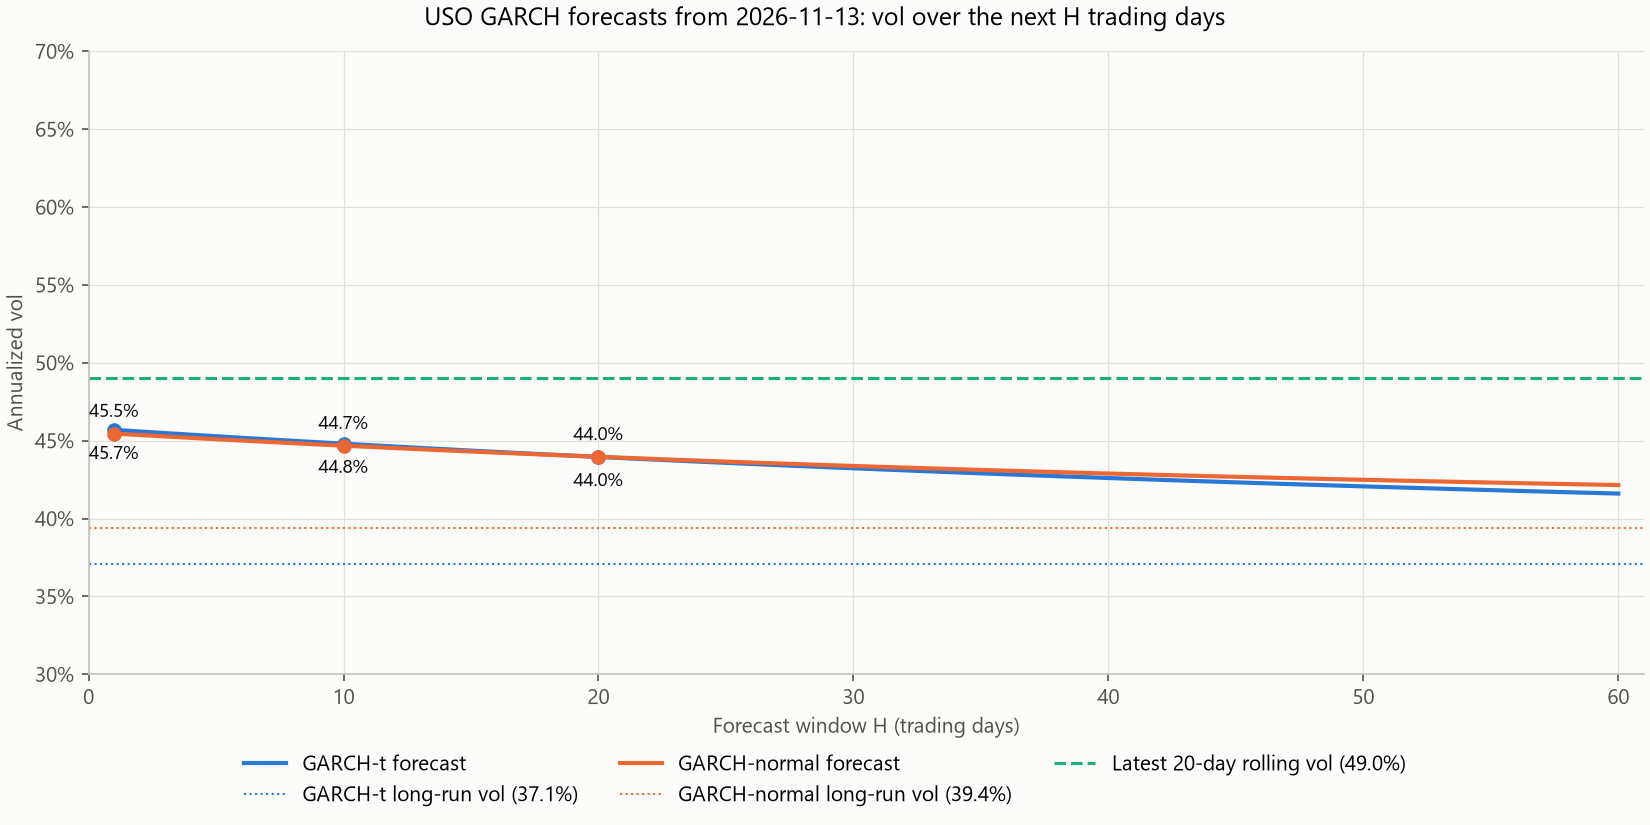 USO GARCH forecasts from 2026-11-13: vol over the next H trading days
70%
65%
60%
55%
50%
45%
40%
35%
30%
Annualized vol
45.5%
45.7%
44.7%
44.8%
44.0%
44.0%
0 10 20 30 40 50 60
Forecast window H (trading days)
GARCH-t forecast GARCH-normal forecast Latest 20-day rolling vol (49.0%)
GARCH-t long-run vol (37.1%) GARCH-normal long-run vol (39.4%)